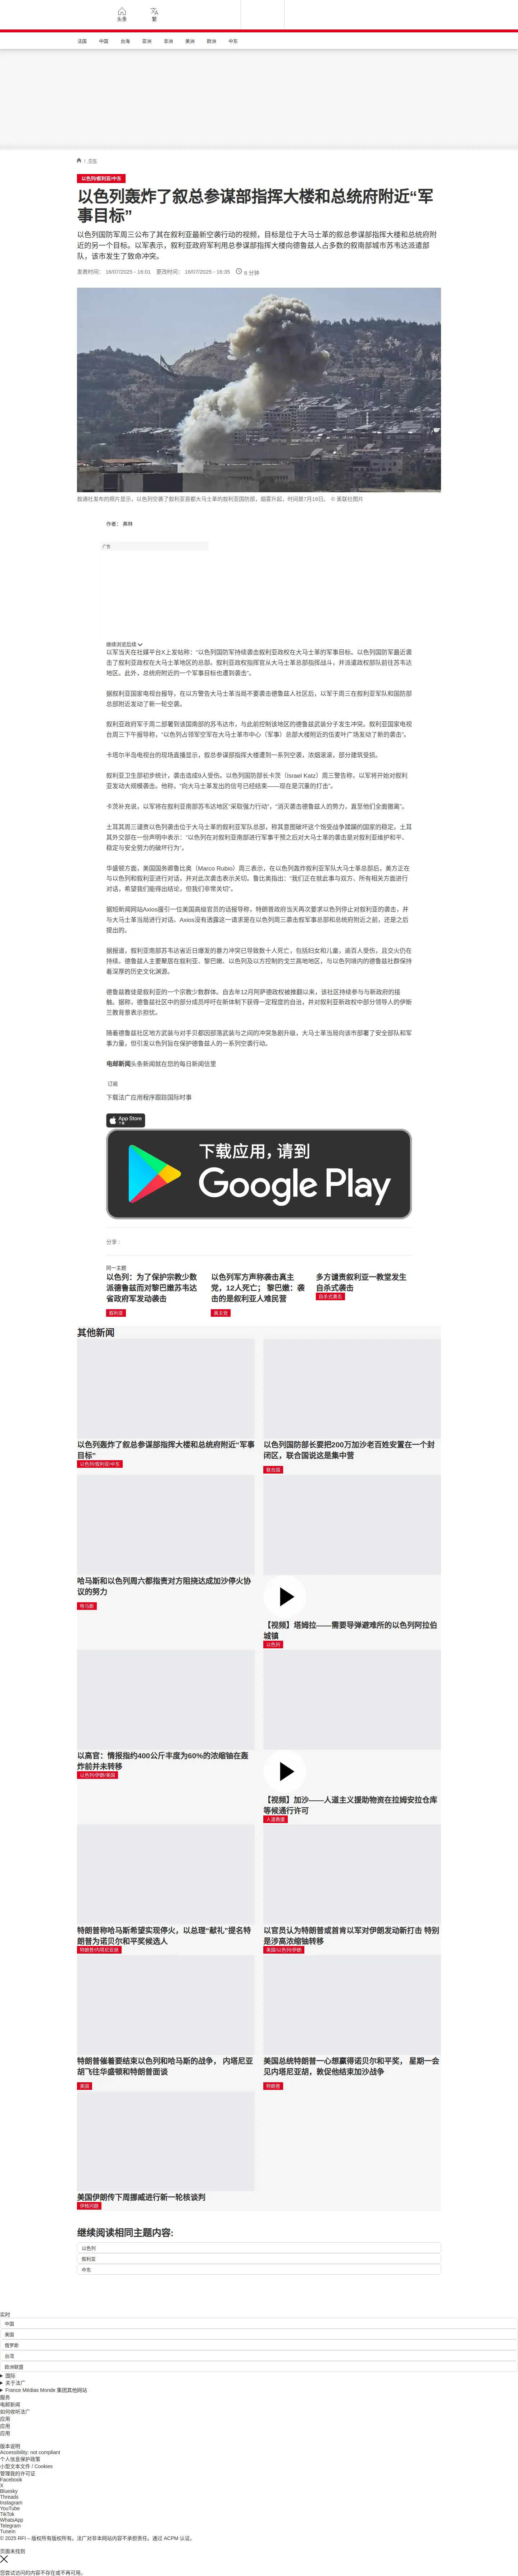 头条
繁
法国
中国
台海
亚洲
非洲
美洲
欧洲
中东
/ 中东
以色列/叙利亚/中东
以色列轰炸了叙总参谋部指挥大楼和总统府附近“军事目标”
以色列国防军周三公布了其在叙利亚最新空袭行动的视频，目标是位于大马士革的叙总参谋部指挥大楼和总统府附近的另一个目标。以军表示，叙利亚政府军利用总参谋部指挥大楼向德鲁兹人占多数的叙南部城市苏韦达派遣部队，该市发生了致命冲突。
发表时间： 16/07/2025 - 16:01 更改时间： 16/07/2025 - 16:35 8 分钟
叙通社发布的照片显示，以色列空袭了叙利亚首都大马士革的叙利亚国防部，烟雾升起，时间是7月16日。 © 美联社图片
作者： 弗林
广告
继续浏览后续
以军当天在社媒平台X上发帖称：“以色列国防军持续袭击叙利亚政权在大马士革的军事目标。以色列国防军最近袭击了叙利亚政权在大马士革地区的总部。叙利亚政权指挥官从大马士革总部指挥战斗，并派遣政权部队前往苏韦达地区。此外，总统府附近的一个军事目标也遭到袭击”。
据叙利亚国家电视台报导，在以方警告大马士革当局不要袭击德鲁兹人社区后，以军于周三在叙利亚军队和国防部总部附近发动了新一轮空袭。
叙利亚政府军于周二部署到该国南部的苏韦达市，与此前控制该地区的德鲁兹武装分子发生冲突。叙利亚国家电视台周三下午报导称，“以色列占领军空军在大马士革市中心（军事）总部大楼附近的伍麦叶广场发动了新的袭击”。
卡塔尔半岛电视台的现场直播显示，叙总参谋部指挥大楼遭到一系列空袭，浓烟滚滚，部分建筑受损。
叙利亚卫生部初步统计，袭击造成9人受伤。以色列国防部长卡茨（Israel Katz）周三警告称，以军将开始对叙利亚发动大规模袭击。他称，“向大马士革发出的信号已经结束——现在是沉重的打击”。
卡茨补充说，以军将在叙利亚南部苏韦达地区“采取强力行动”，“消灭袭击德鲁兹人的势力，直至他们全面撤离”。
土耳其周三谴责以色列袭击位于大马士革的叙利亚军队总部，称其意图破坏这个饱受战争蹂躏的国家的稳定。土耳其外交部在一份声明中表示：“以色列在对叙利亚南部进行军事干预之后对大马士革的袭击是对叙利亚维护和平、稳定与安全努力的破坏行为”。
华盛顿方面，美国国务卿鲁比奥（Marco Rubio）周三表示，在以色列轰炸叙利亚军队大马士革总部后，美方正在与以色列和叙利亚进行对话，并对此次袭击表示关切。鲁比奥指出：“我们正在就此事与双方、所有相关方面进行对话，希望我们能得出结论，但我们非常关切”。
据短新闻网站Axios援引一位美国高级官员的话报导称，特朗普政府当天再次要求以色列停止对叙利亚的袭击，并与大马士革当局进行对话。Axios没有透露这一请求是在以色列周三袭击叙军事总部和总统府附近之前，还是之后提出的。
据报道，叙利亚南部苏韦达省近日爆发的暴力冲突已导致数十人死亡，包括妇女和儿童，逾百人受伤，且交火仍在持续。德鲁兹人主要聚居在叙利亚、黎巴嫩、以色列及以方控制的戈兰高地地区，与以色列境内的德鲁兹社群保持着深厚的历史文化渊源。
德鲁兹教徒是叙利亚的一个宗教少数群体。自去年12月阿萨德政权被推翻以来，该社区持续参与与新政府的接触。据称，德鲁兹社区中的部分成员呼吁在新体制下获得一定程度的自治，并对叙利亚新政权中部分领导人的伊斯兰教背景表示担忧。
随着德鲁兹社区地方武装与对手贝都因部落武装与之间的冲突急剧升级，大马士革当局向该市部署了安全部队和军事力量，但引发以色列旨在保护德鲁兹人的一系列空袭行动。
电邮新闻头条新闻就在您的每日新闻信里
订阅
下载法广应用程序跟踪国际时事
App Store
下载
下载应用，请到
Google Play
分享 :
同一主题
以色列：为了保护宗教少数派德鲁兹而对黎巴嫩苏韦达省政府军发动袭击
叙利亚
以色列军方声称袭击真主党，12人死亡； 黎巴嫩：袭击的是叙利亚人难民营
真主党
多方谴责叙利亚一教堂发生自杀式袭击
自杀式袭击
其他新闻
以色列轰炸了叙总参谋部指挥大楼和总统府附近“军事目标”
以色列/叙利亚/中东
以色列国防部长要把200万加沙老百姓安置在一个封闭区，联合国说这是集中营
联合国
哈马斯和以色列周六都指责对方阻挠达成加沙停火协议的努力
哈马斯
【视频】塔姆拉——需要导弹避难所的以色列阿拉伯城镇
以色列
以高官：情报指约400公斤丰度为60%的浓缩铀在轰炸前并未转移
以色列/伊朗/美国
【视频】加沙——人道主义援助物资在拉姆安拉仓库等候通行许可
人道救援
特朗普称哈马斯希望实现停火，以总理“献礼”提名特朗普为诺贝尔和平奖候选人
特朗普/内塔尼亚胡
以官员认为特朗普或首肯以军对伊朗发动新打击 特别是涉高浓缩铀转移
美国/以色列/伊朗
特朗普催着要结束以色列和哈马斯的战争， 内塔尼亚胡飞往华盛顿和特朗普面谈
美国
美国总统特朗普一心想赢得诺贝尔和平奖， 星期一会见内塔尼亚胡，敦促他结束加沙战争
特朗普
美国伊朗传下周挪威进行新一轮核谈判
伊核问题
继续阅读相同主题内容:
以色列
叙利亚
中东
实时
中国
美国
俄罗斯
台湾
欧洲联盟
国际
关于法广
France Médias Monde 集团其他网站
服务
电邮新闻
如何收听法广
应用
应用
应用
版本说明
Accessibility: not compliant
个人信息保护政策
小型文本文件 / Cookies
管理我的许可证
Facebook
X
Bluesky
Threads
Instagram
YouTube
TikTok
WhatsApp
Telegram
TuneIn
© 2025 RFI – 版权所有版权所有。法广对非本网站内容不承担责任。通过 ACPM 认证。
页面未找到
您尝试访问的内容不存在或不再可用。